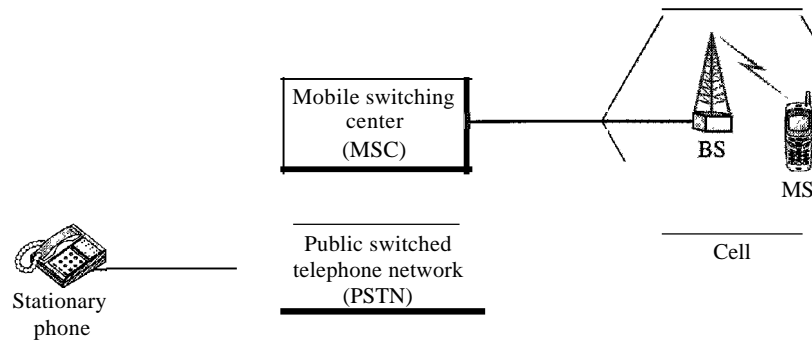 Mobile switching
center
(MSC)
BS
MS
Public switched
telephone network
(PSTN)
Cell
Stationary
phone